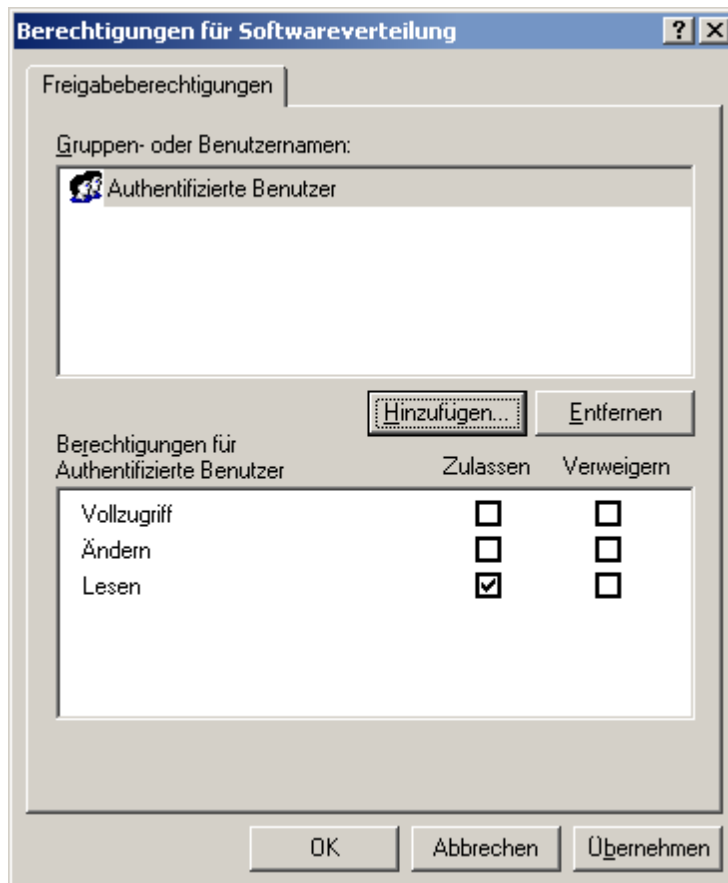 Berechtigungen für Softwareverteilung
Freigabeberechtigungen
Gruppen- oder Benutzernamen:
Authentifizierte Benutzer
Hinzufügen... Entfernen
Berechtigungen für
Authentifizierte Benutzer Zulassen Verweigern
Vollzugriff
Ändern
Lesen
OK Abbrechen Übernehmen